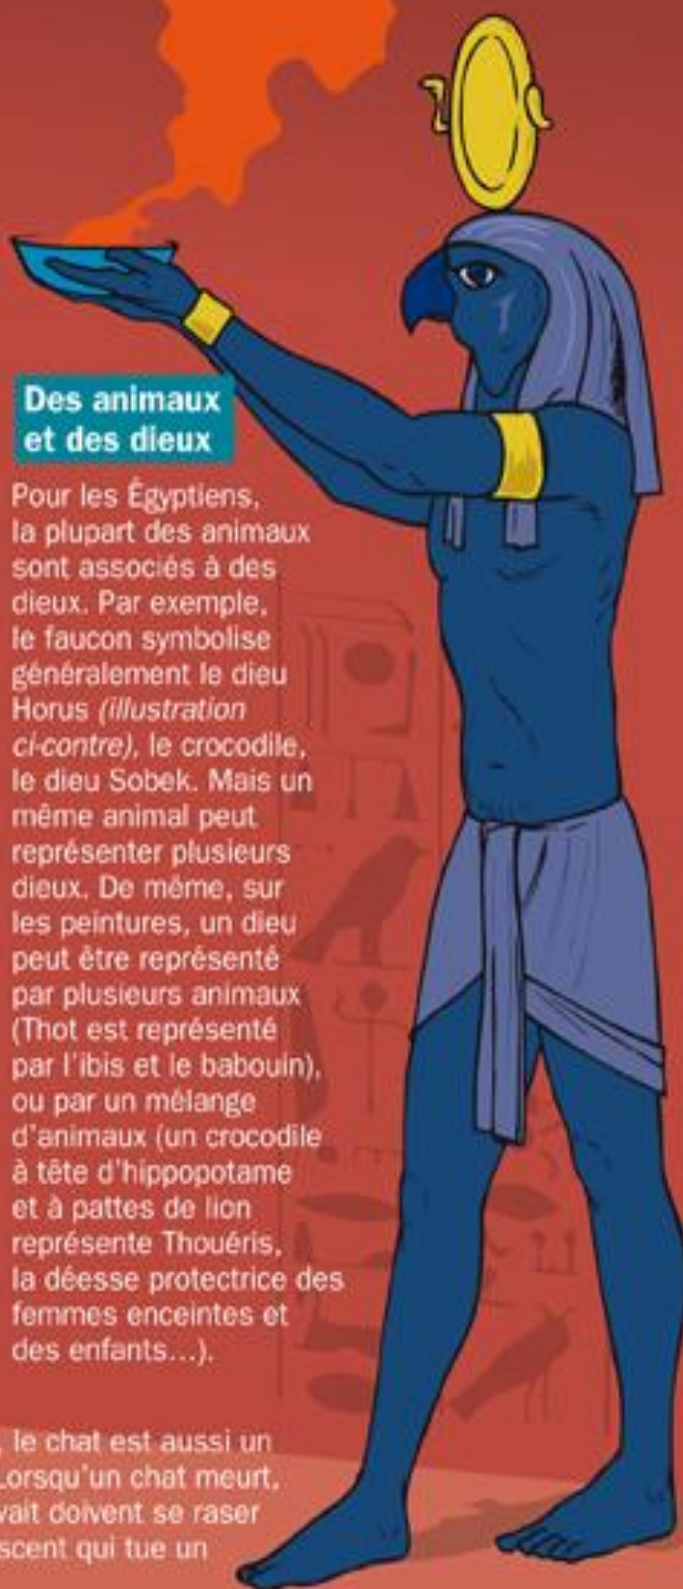 Des animaux
et des dieux
Pour les Égyptiens,
la plupart des animaux
sont associés à des
dieux. Par exemple,
le faucon symbolise
généralement le dieu
Horus (illustration
ci-contre), le crocodile,
le dieu Sobek. Mais un
même animal peut
représenter plusieurs
dieux. De même, sur
les peintures, un dieu
peut être représenté
par plusieurs animaux
(Thot est représenté
par l'ibis et le babouin),
ou par un mélange
d'animaux (un crocodile
à tête d'hippopotame
et à pattes de lion
représente Thouéris,
la déesse protectrice des
femmes enceintes et
des enfants...).
, le chat est aussi un
Lorsqu'un chat meurt,
vait doivent se raser
scent qui tue un